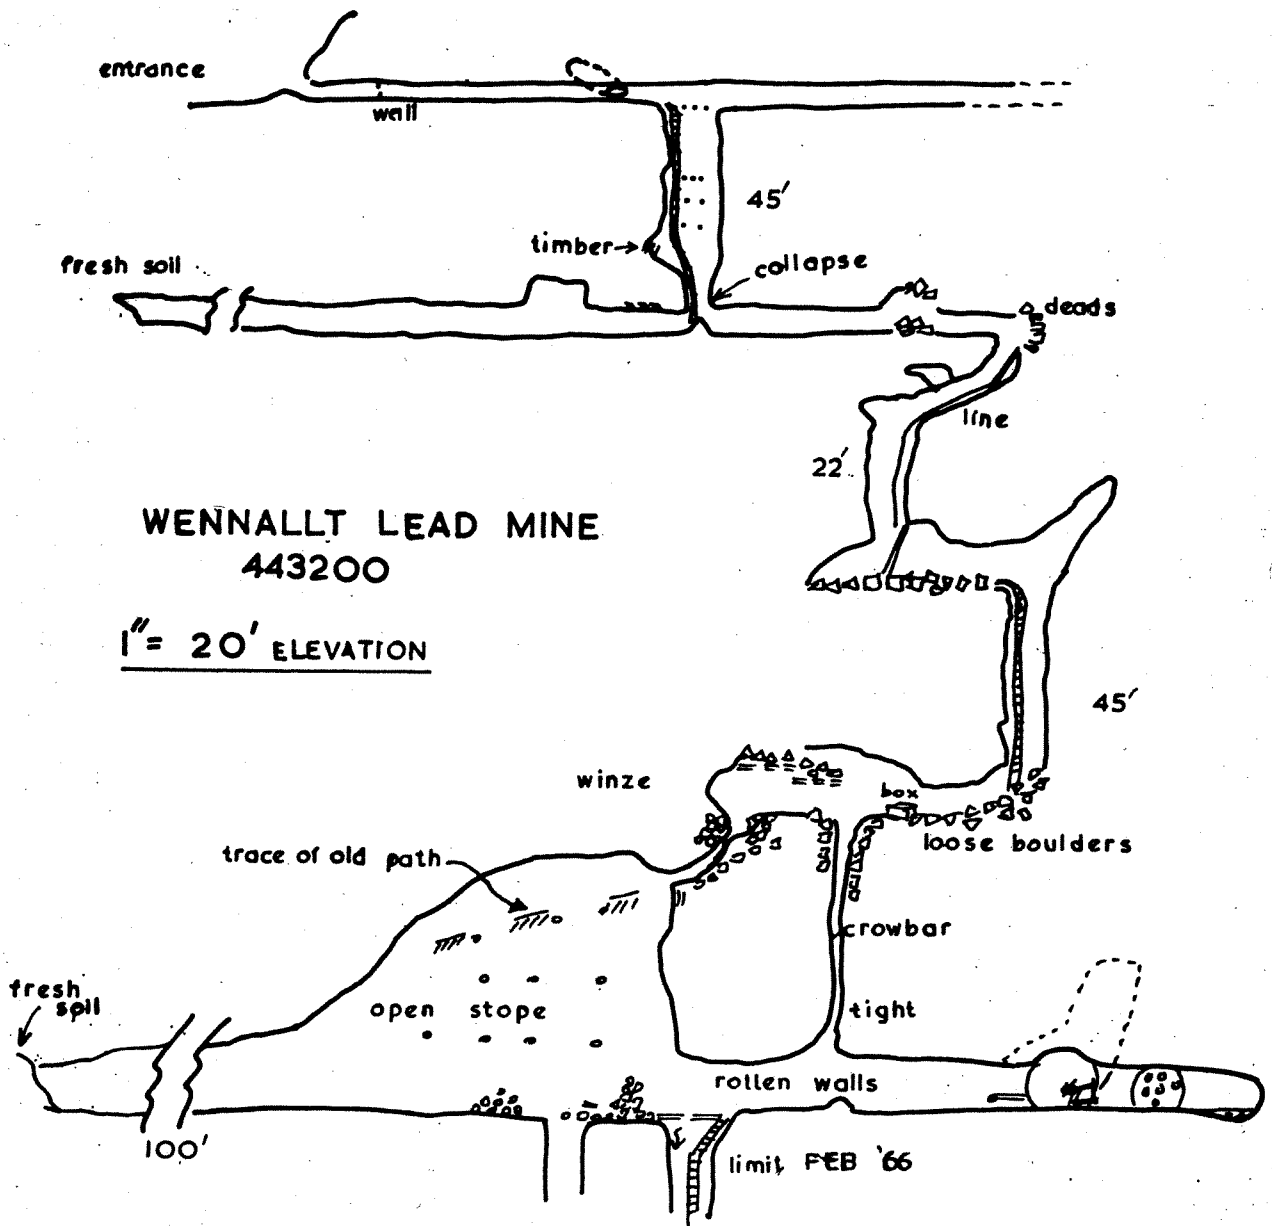 entrance
wall
45'
timber
collapse
fresh soil
deads
line
22'
WENNALLT LEAD MINE
443200
1"= 20' ELEVATION
45'
winze
box
loose boulders
trace of old path
crowbar
fresh
soil
open stope
tight
rotten walls
100'
limit FEB '66